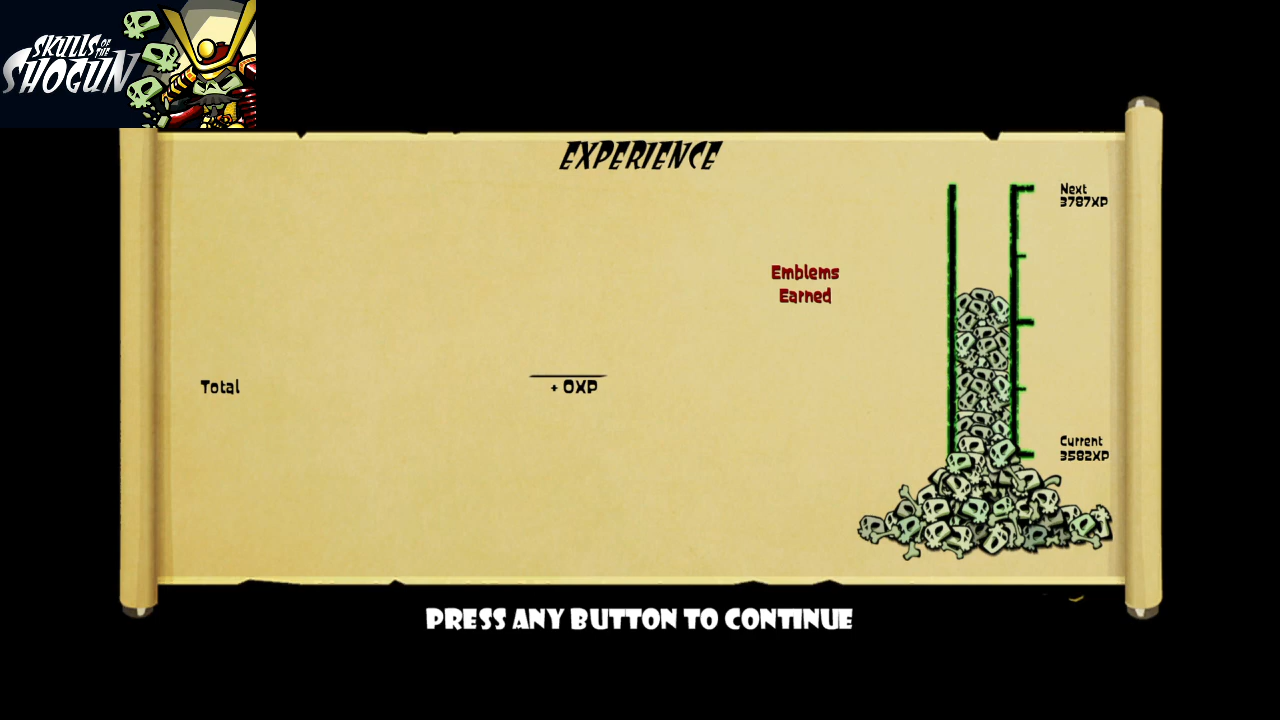 SKULLS OF THE
SHOGUN
EXPERIENCE
Next
3787XP
Emblems
Earned
Total
+ 0XP
Current
3582XP
PRESS ANY BUTTON TO CONTINUE